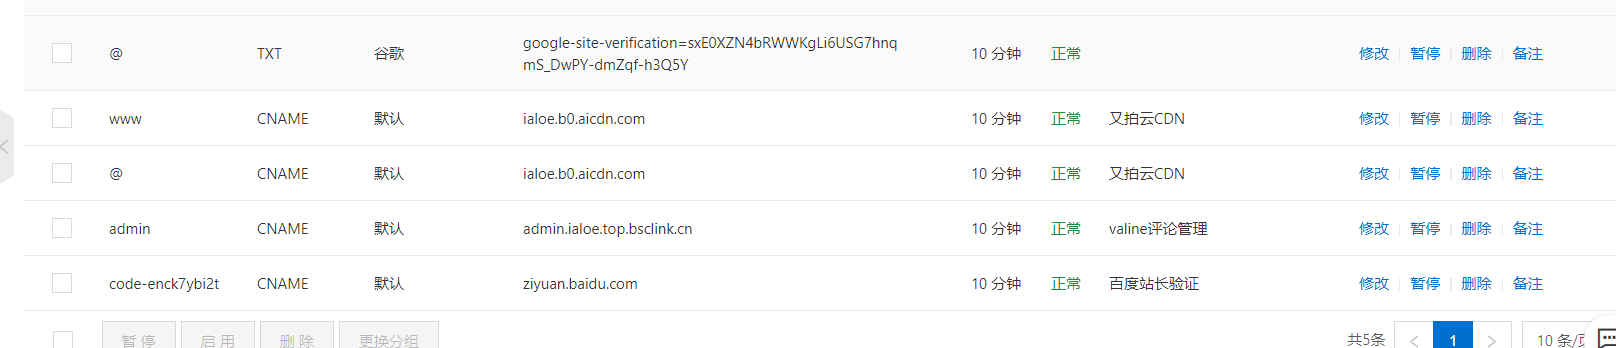 @ TXT 谷歌 google-site-verification=sxE0XZN4bRWWKgLi6USG7hnq
mS_DwPY-dmZqf-h3Q5Y 10 分钟 正常 修改 暂停 删除 备注
www CNAME 默认 ialoe.b0.aicdn.com 10 分钟 正常 又拍云CDN 修改 暂停 删除 备注
@ CNAME 默认 ialoe.b0.aicdn.com 10 分钟 正常 又拍云CDN 修改 暂停 删除 备注
admin CNAME 默认 admin.ialoe.top.bsclink.cn 10 分钟 正常 valine评论管理 修改 暂停 删除 备注
code-enck7ybi2t CNAME 默认 ziyuan.baidu.com 10 分钟 正常 百度站长验证 修改 暂停 删除 备注
暂停 启用 删除 更换分组 共5条 < 1 > 10 条/页